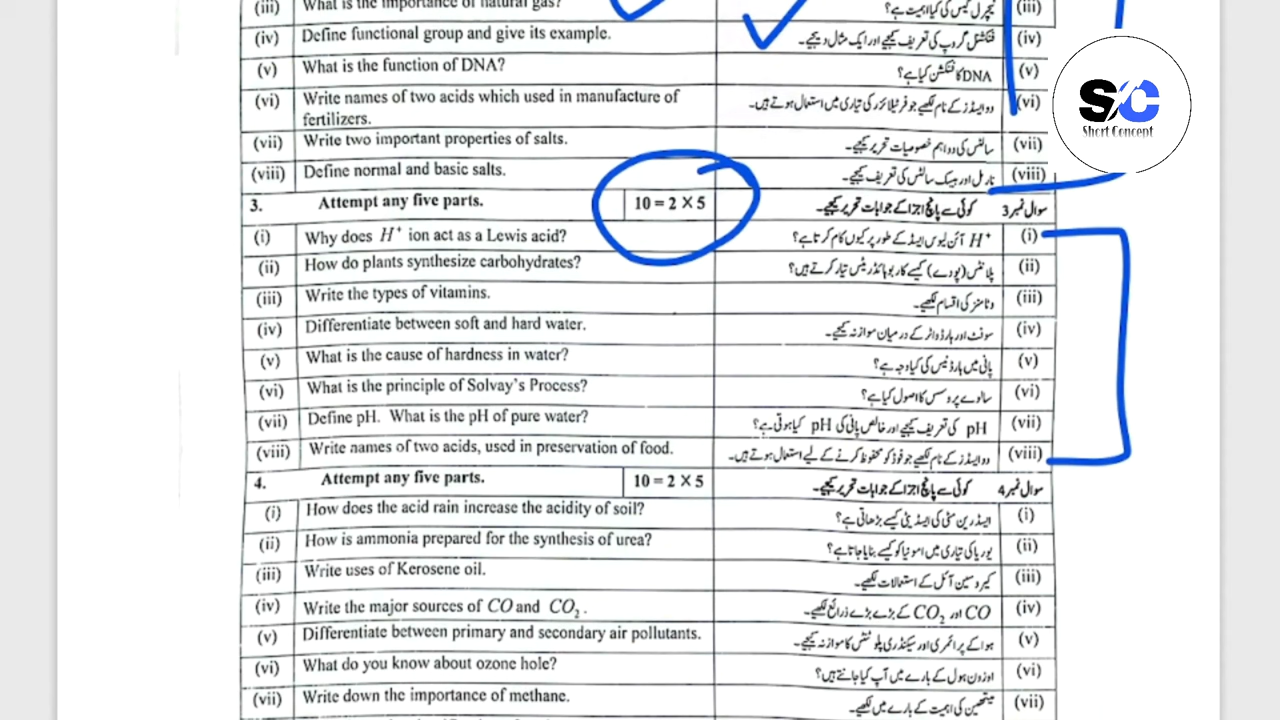 (iii) What is the importance of natural gas? نیچرل گیس کی کیا اہمیت ہے؟ (iii)
(iv) Define functional group and give its example. فنکشنل گروپ کی تعریف کیجیے اور ایک مثال دیجیے۔ (iv)
(v) What is the function of DNA? DNA کا فنکشن کیا ہے؟ (v)
(vi) Write names of two acids which used in manufacture of دو ایسڈز کے نام لکھیے جو فرٹیلائزر کی تیاری میں استعمال ہوتے ہیں۔ (vi)
fertilizers.
(vii) Write two important properties of salts. سالٹس کی دو اہم خصوصیات تحریر کیجیے۔ (vii)
(viii) Define normal and basic salts. نارمل اور بیسک سالٹس کی تعریف کیجیے۔ (viii)
3. Attempt any five parts. 10 = 2 × 5 کوئی سے پانچ اجزا کے جوابات تحریر کیجیے۔ سوال نمبر 3
(i) Why does H⁺ ion act as a Lewis acid? H⁺ آئن لیوس ایسڈ کے طور پر کیوں کام کرتا ہے؟ (i)
(ii) How do plants synthesize carbohydrates? پلانٹس (پودے) کیسے کاربوہائڈریٹس تیار کرتے ہیں؟ (ii)
(iii) Write the types of vitamins. وٹامنز کی اقسام لکھیے۔ (iii)
(iv) Differentiate between soft and hard water. سوفٹ اور ہارڈ واٹر کے درمیان موازنہ کیجیے۔ (iv)
(v) What is the cause of hardness in water? پانی میں ہارڈنیس کی کیا وجہ ہے؟ (v)
(vi) What is the principle of Solvay's Process? سالوے پروسس کا اصول کیا ہے؟ (vi)
(vii) Define pH. What is the pH of pure water? pH کی تعریف کیجیے اور خالص پانی کی pH کیا ہوتی ہے؟ (vii)
(viii) Write names of two acids, used in preservation of food. دو ایسڈز کے نام لکھیے جو فوڈ کو محفوظ کرنے کے لیے استعمال ہوتے ہیں۔ (viii)
4. Attempt any five parts. 10 = 2 × 5 کوئی سے پانچ اجزا کے جوابات تحریر کیجیے۔ سوال نمبر 4
(i) How does the acid rain increase the acidity of soil? ایسڈ رین مٹی کی ایسڈیٹی کیسے بڑھاتی ہے؟ (i)
(ii) How is ammonia prepared for the synthesis of urea? یوریا کی تیاری میں امونیا کو کیسے بنایا جاتا ہے؟ (ii)
(iii) Write uses of Kerosene oil. کیروسین آئل کے استعمالات لکھیے۔ (iii)
(iv) Write the major sources of CO and CO₂. CO اور CO₂ کے بڑے بڑے ذرائع لکھیے۔ (iv)
(v) Differentiate between primary and secondary air pollutants. ہوا کے پرائمری اور سیکنڈری پلوٹنٹس کا موازنہ کیجیے۔ (v)
(vi) What do you know about ozone hole? اوزون ہول کے بارے میں آپ کیا جانتے ہیں؟ (vi)
(vii) Write down the importance of methane. میتھین کی اہمیت کے بارے میں لکھیے۔ (vii)
SC
Short Concept